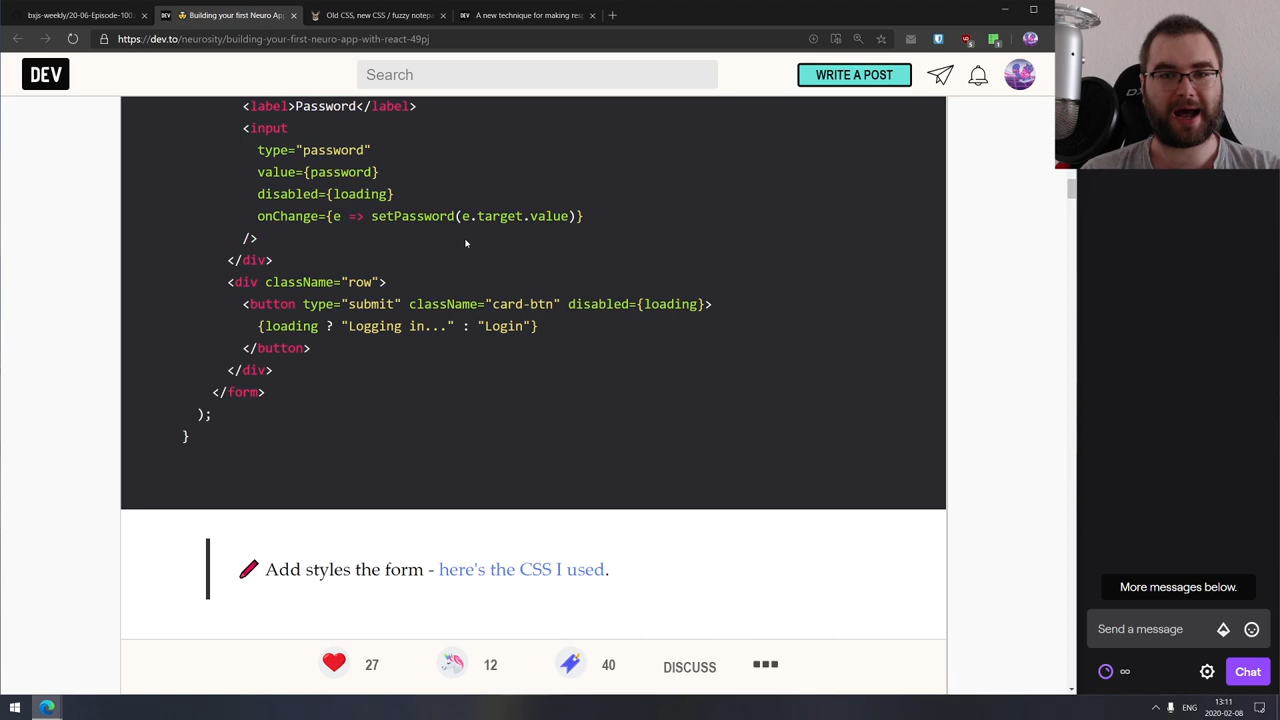 bxjs-weekly/20-06-Episode-100.
DEV Building your first Neuro Ap
Old CSS, new CSS / fuzzy notepa
DEV A new technique for making res
https://dev.to/neurosity/building-your-first-neuro-app-with-react-49pj
DEV
Search
WRITE A POST
<label>Password</label>
<input
type="password"
value={password}
disabled={loading}
onChange={e => setPassword(e.target.value)}
/>
</div>
<div className="row">
<button type="submit" className="card-btn" disabled={loading}>
{loading ? "Logging in..." : "Login"}
</button>
</div>
</form>
);
}
Add styles the form - here's the CSS I used.
27
12
40
DISCUSS
More messages below.
Send a message
∞
Chat
ENG
13:11
2020-02-08